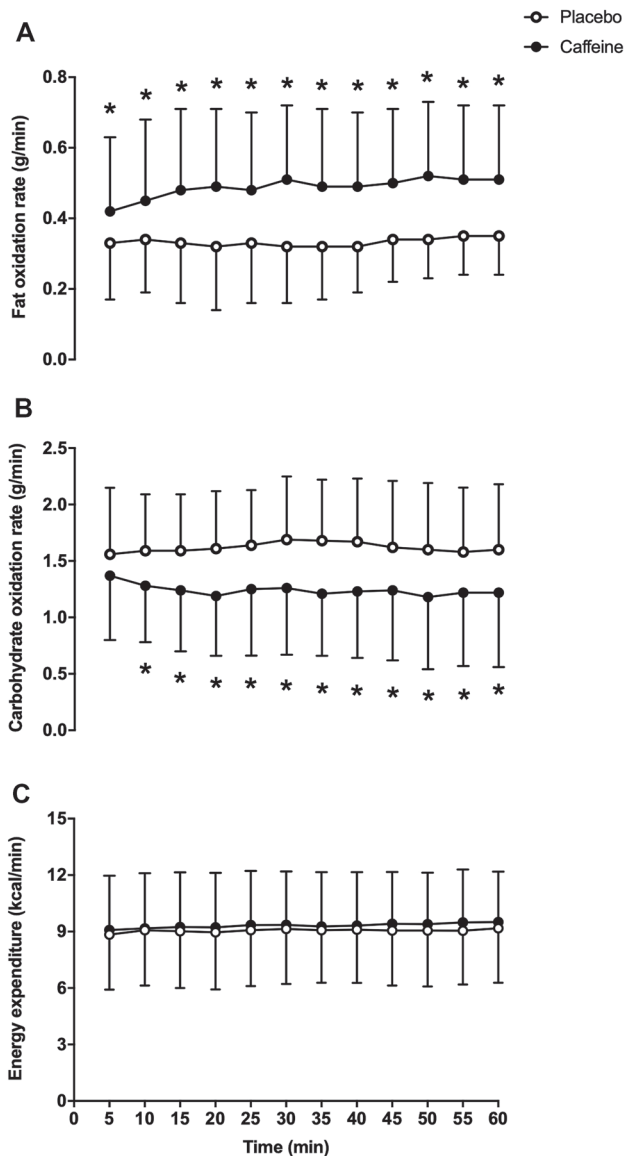 Placebo
Caffeine
A
Fat oxidation rate (g/min)
0.8
0.6
0.4
0.2
0.0
* * * * * * * * * * * *
B
Carbohydrate oxidation rate (g/min)
2.5
2.0
1.5
1.0
0.5
0.0
* * * * * * * * * * *
C
Energy expenditure (kcal/min)
15
12
9
6
3
0
0 5 10 15 20 25 30 35 40 45 50 55 60
Time (min)